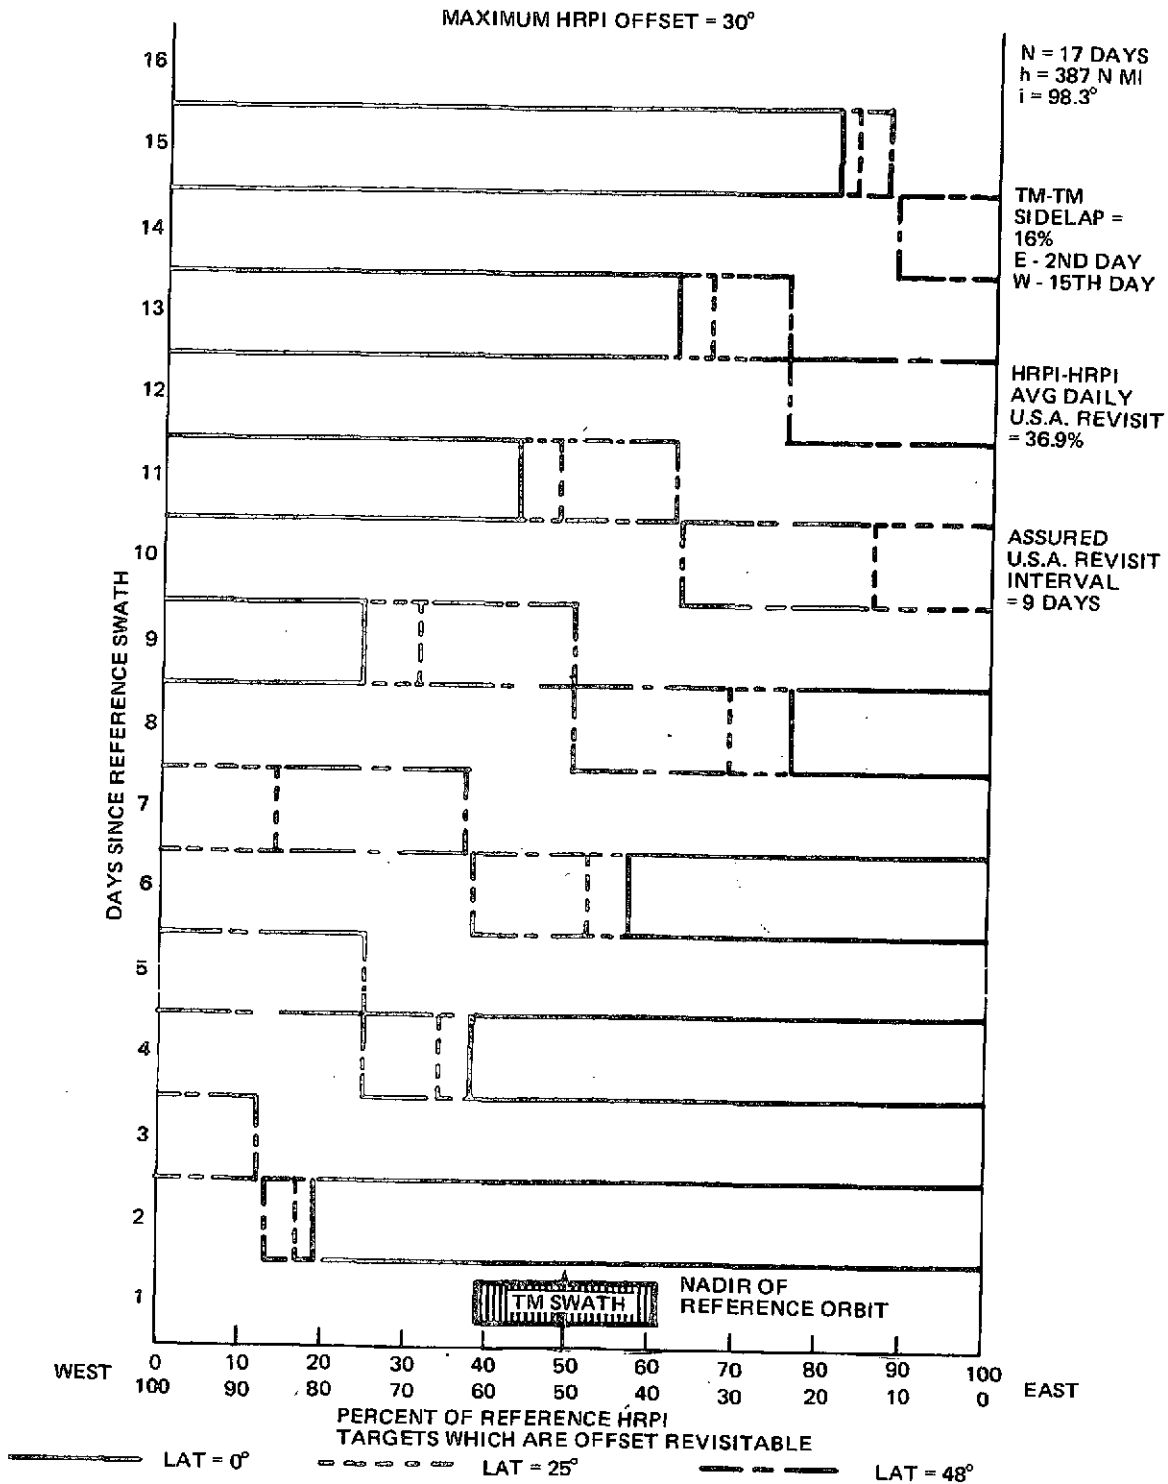 MAXIMUM HRPI OFFSET = 30°
N = 17 DAYS
h = 387 N MI
i = 98.3°
TM-TM
SIDELAP =
16%
E - 2ND DAY
W - 15TH DAY
HRPI-HRPI
AVG DAILY
U.S.A. REVISIT
= 36.9%
ASSURED
U.S.A. REVISIT
INTERVAL
= 9 DAYS
DAYS SINCE REFERENCE SWATH
16
15
14
13
12
11
10
9
8
7
6
5
4
3
2
1
TM SWATH
NADIR OF
REFERENCE ORBIT
WEST
0 10 20 30 40 50 60 70 80 90 100
100 90 80 70 60 50 40 30 20 10 0
EAST
PERCENT OF REFERENCE HRPI
TARGETS WHICH ARE OFFSET REVISITABLE
LAT = 0° LAT = 25° LAT = 48°